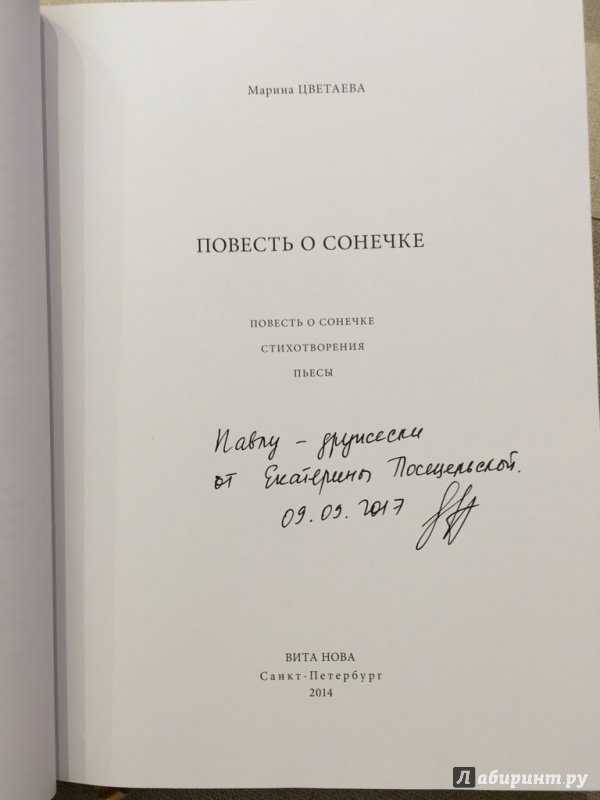 Марина ЦВЕТАЕВА
ПОВЕСТЬ О СОНЕЧКЕ
ПОВЕСТЬ О СОНЕЧКЕ
СТИХОТВОРЕНИЯ
ПЬЕСЫ
Павлу – дружески
от Екатерины Посецельской.
09.09.2017
ВИТА НОВА
Санкт-Петербург
2014
Лабиринт.ру